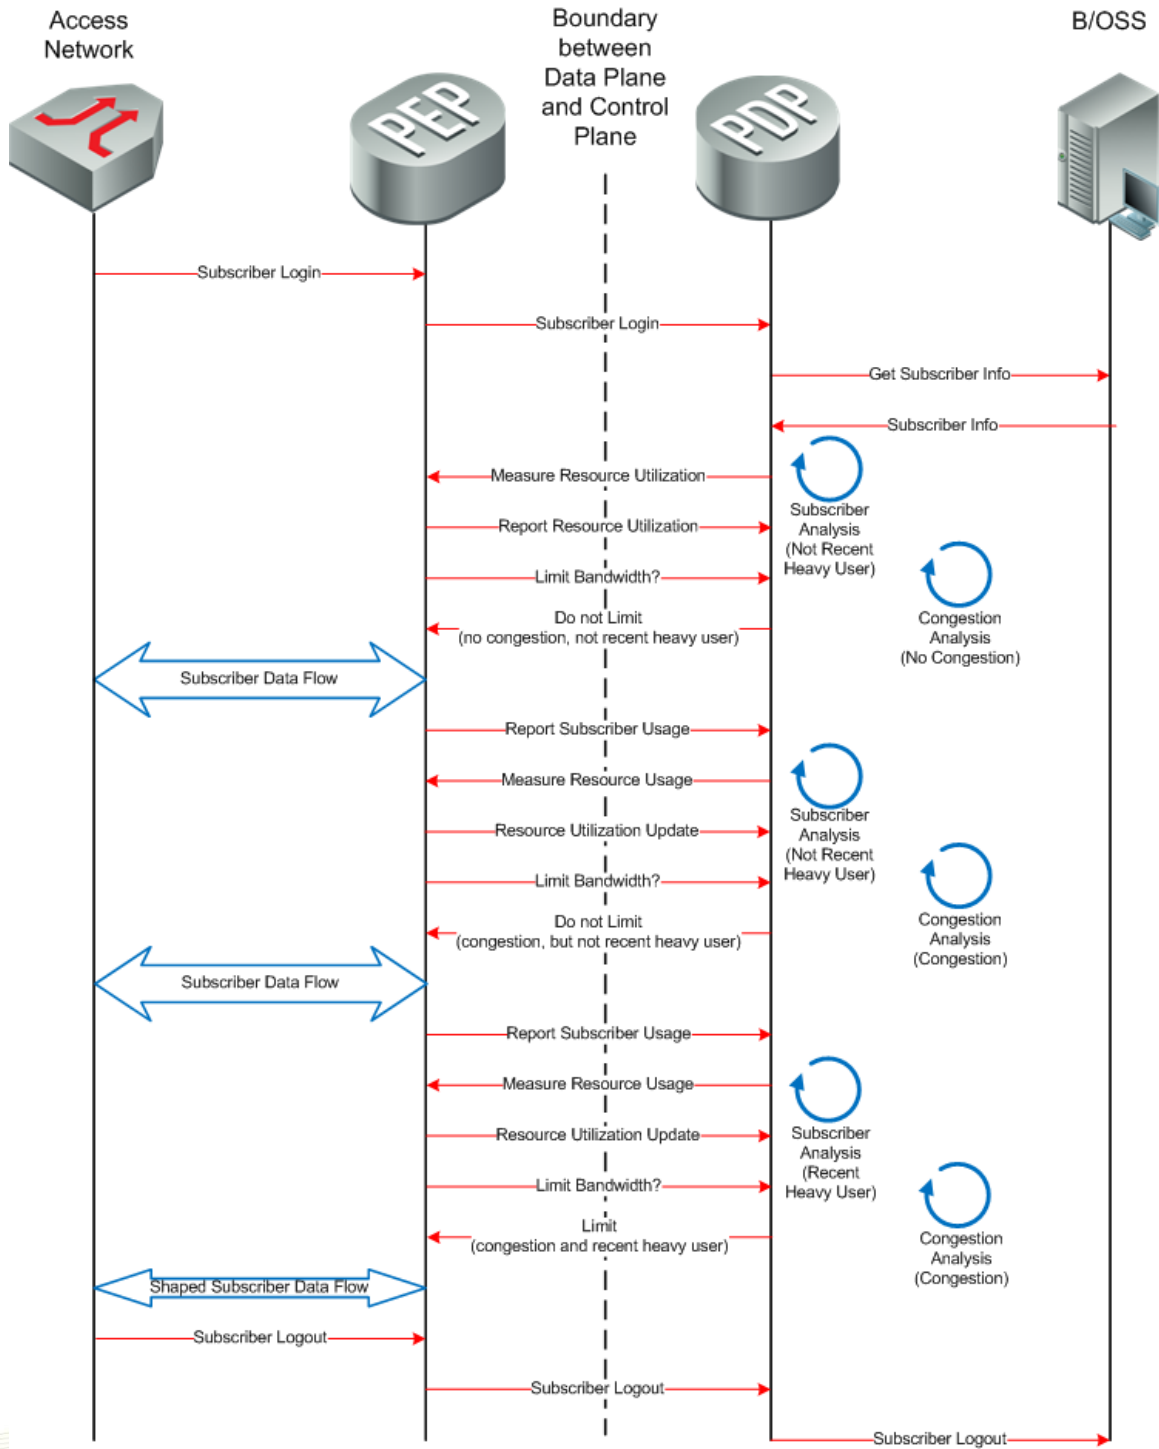 Access
Network
Boundary
between
Data Plane
and Control
Plane
B/OSS
PEP
PDP
Subscriber Login
Subscriber Login
Get Subscriber Info
Subscriber Info
Measure Resource Utilization
Subscriber
Analysis
(Not Recent
Heavy User)
Report Resource Utilization
Limit Bandwidth?
Congestion
Analysis
(No Congestion)
Do not Limit
(no congestion, not recent heavy user)
Subscriber Data Flow
Report Subscriber Usage
Measure Resource Usage
Subscriber
Analysis
(Not Recent
Heavy User)
Resource Utilization Update
Limit Bandwidth?
Congestion
Analysis
(Congestion)
Do not Limit
(congestion, but not recent heavy user)
Subscriber Data Flow
Report Subscriber Usage
Measure Resource Usage
Subscriber
Analysis
(Recent
Heavy User)
Resource Utilization Update
Limit Bandwidth?
Congestion
Analysis
(Congestion)
Limit
(congestion and recent heavy user)
Shaped Subscriber Data Flow
Subscriber Logout
Subscriber Logout
Subscriber Logout